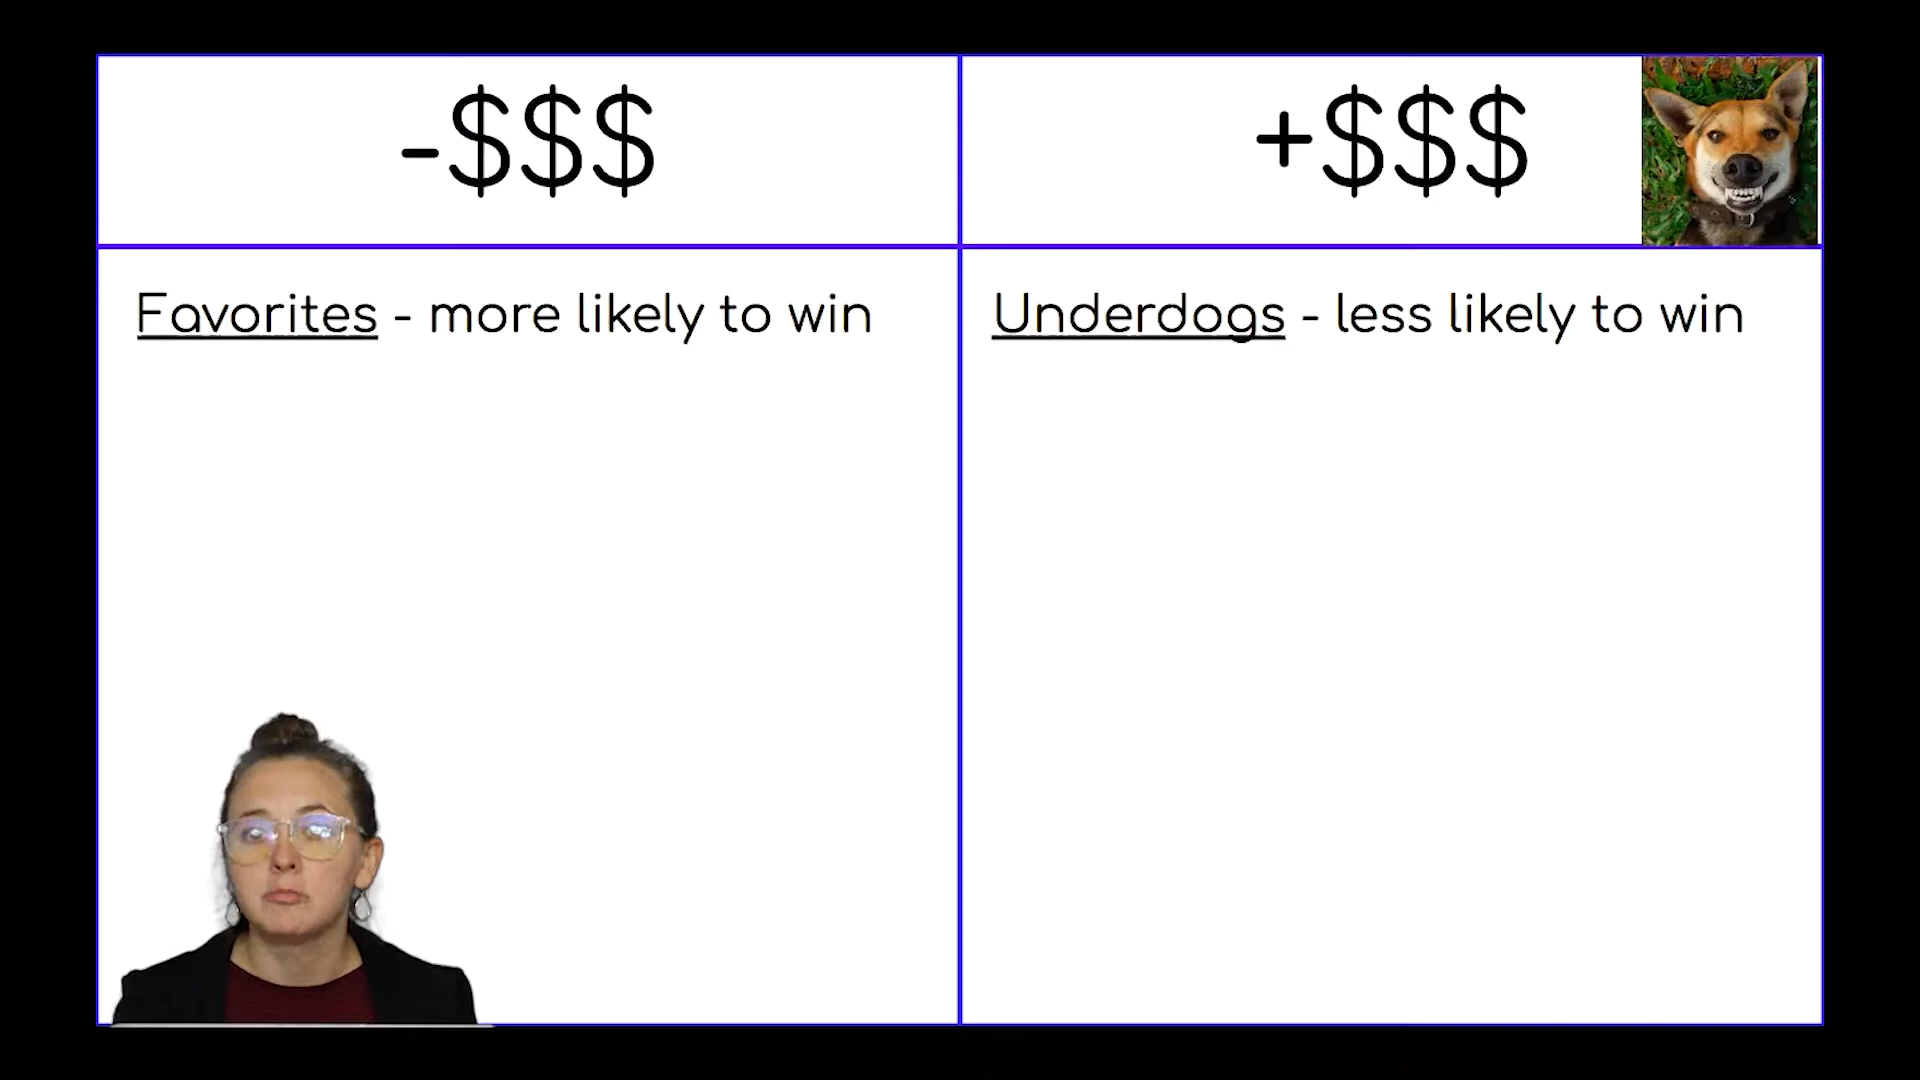 -$$$
+$$$
Favorites - more likely to win
Underdogs - less likely to win